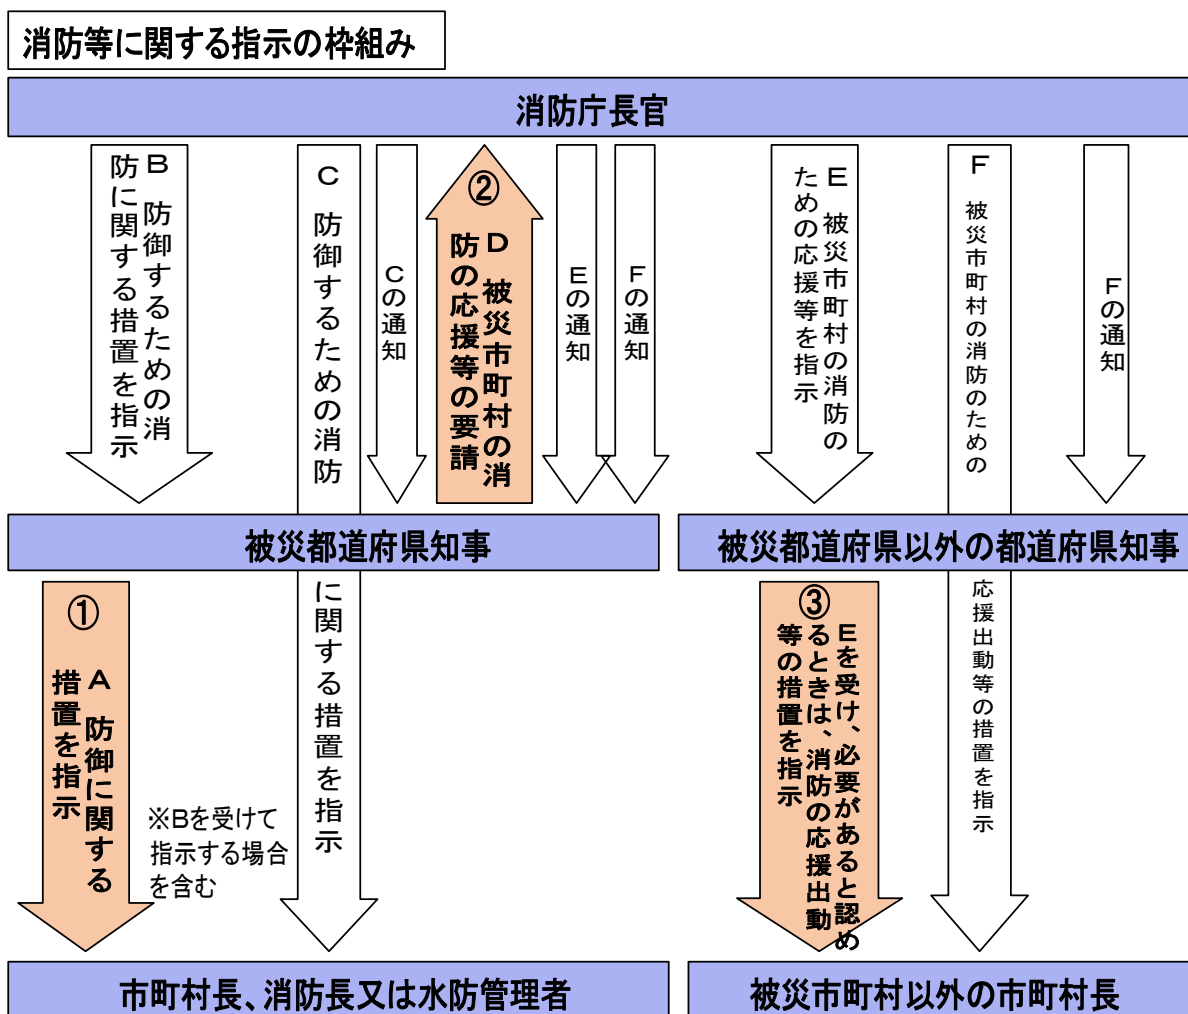 消防等に関する指示の枠組み
消防庁長官
B 防御するための消
防に関する措置を指示
C 防御するための消防
に関する措置を指示
Cの通知
②
D 被災市町村の消
防の応援等の要請
Eの通知
Fの通知
E 被災市町村の消防の
ための応援等を指示
F 被災市町村の消防のための
応援出動等の措置を指示
Fの通知
被災都道府県知事
被災都道府県以外の都道府県知事
①
A 防御に関する
措置を指示
※Bを受けて
指示する場合
を含む
③
Eを受け、必要があると認め
るときは、消防の応援出動
等の措置を指示
市町村長、消防長又は水防管理者
被災市町村以外の市町村長